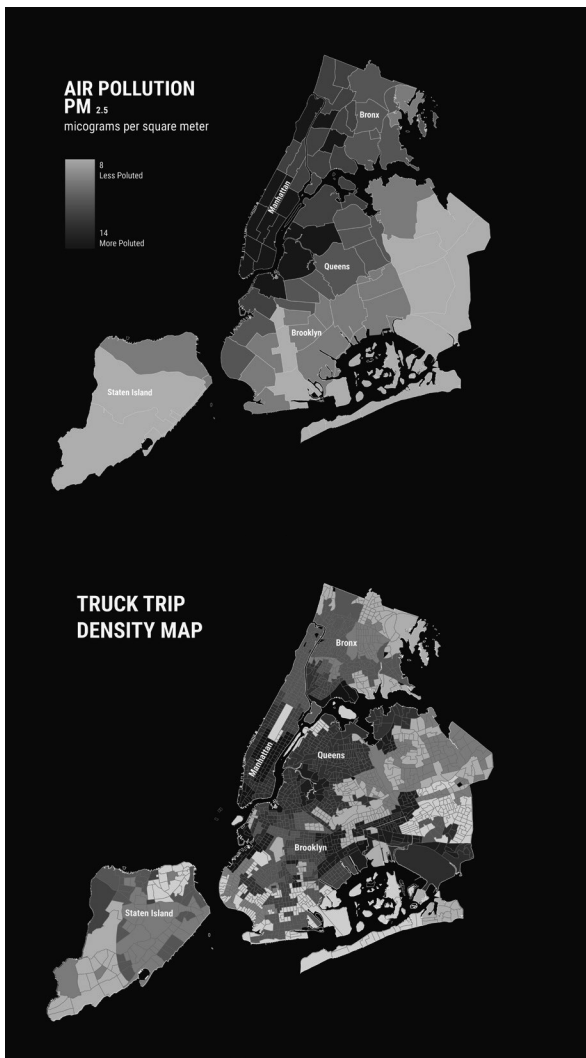 AIR POLLUTION
PM 2.5
micograms per square meter
8
Less Poluted
14
More Poluted
Bronx
Manhattan
Queens
Brooklyn
Staten Island
TRUCK TRIP
DENSITY MAP
Bronx
Manhattan
Queens
Brooklyn
Staten Island